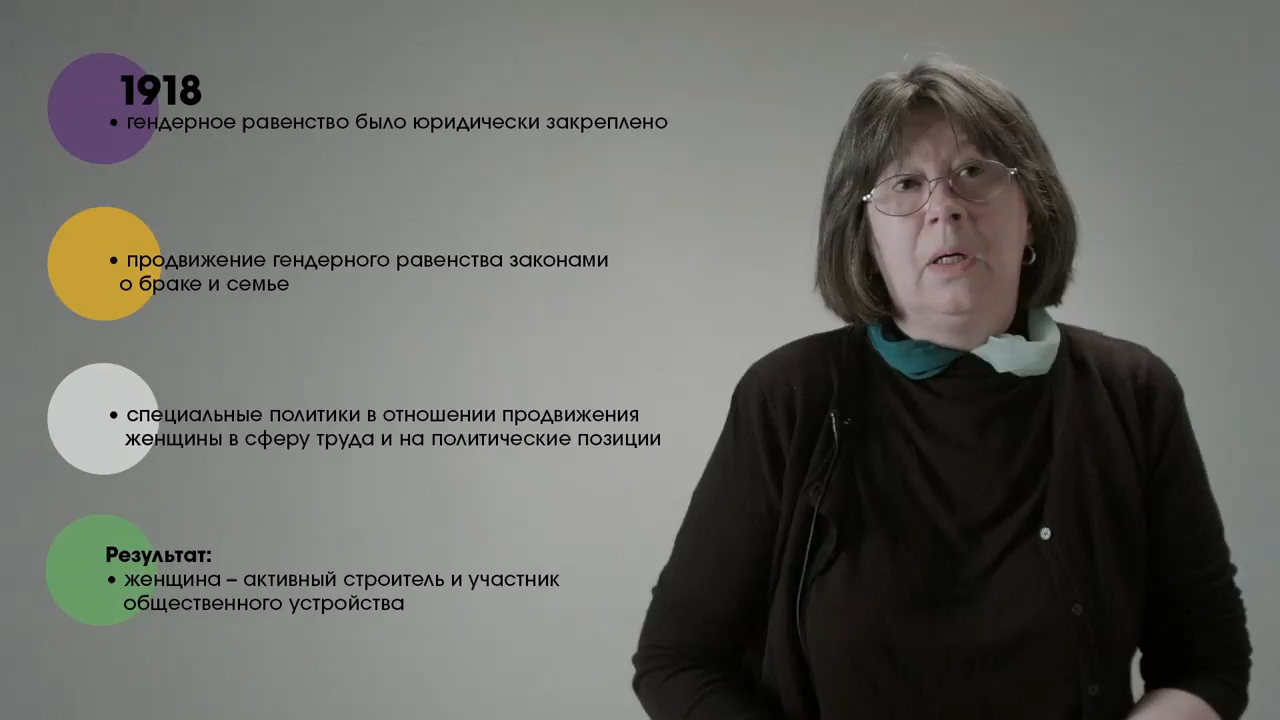 1918
• гендерное равенство было юридически закреплено
• продвижение гендерного равенства законами
о браке и семье
• специальные политики в отношении продвижения
женщины в сферу труда и на политические позиции
Результат:
• женщина – активный строитель и участник
общественного устройства